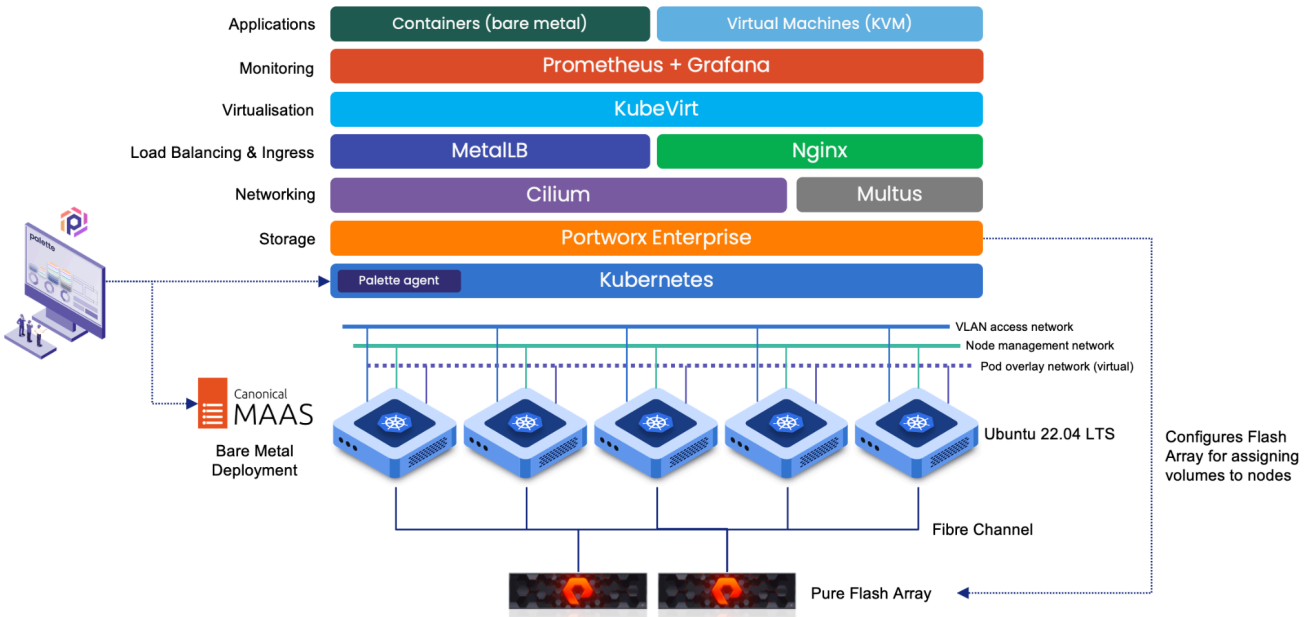 Applications
Containers (bare metal)
Virtual Machines (KVM)
Monitoring
Prometheus + Grafana
Virtualisation
KubeVirt
Load Balancing & Ingress
MetalLB
Nginx
Networking
Cilium
Multus
Storage
Portworx Enterprise
palette
Palette agent
Kubernetes
VLAN access network
Node management network
Pod overlay network (virtual)
Canonical
MAAS
Bare Metal
Deployment
Ubuntu 22.04 LTS
Configures Flash
Array for assigning
volumes to nodes
Fibre Channel
Pure Flash Array